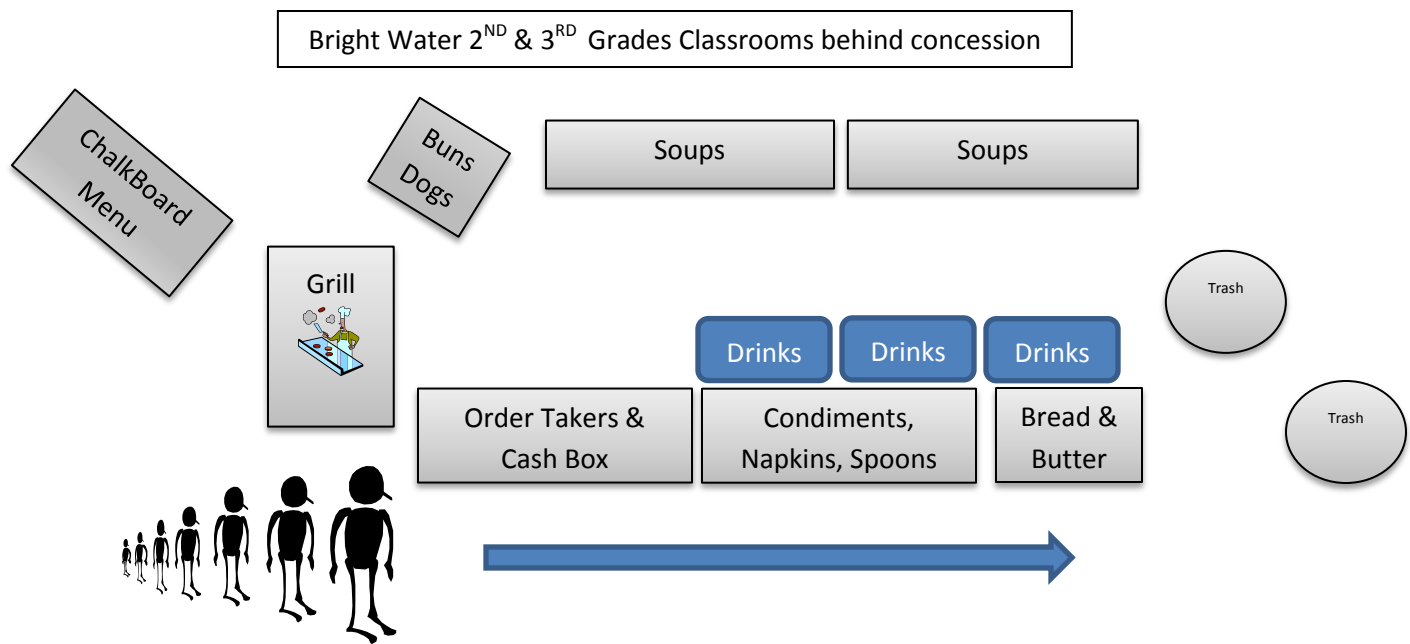 Bright Water 2ND & 3RD Grades Classrooms behind concession
ChalkBoard
Menu
Buns
Dogs
Soups
Soups
Grill
Trash
Drinks
Drinks
Drinks
Trash
Order Takers &
Cash Box
Condiments,
Napkins, Spoons
Bread &
Butter